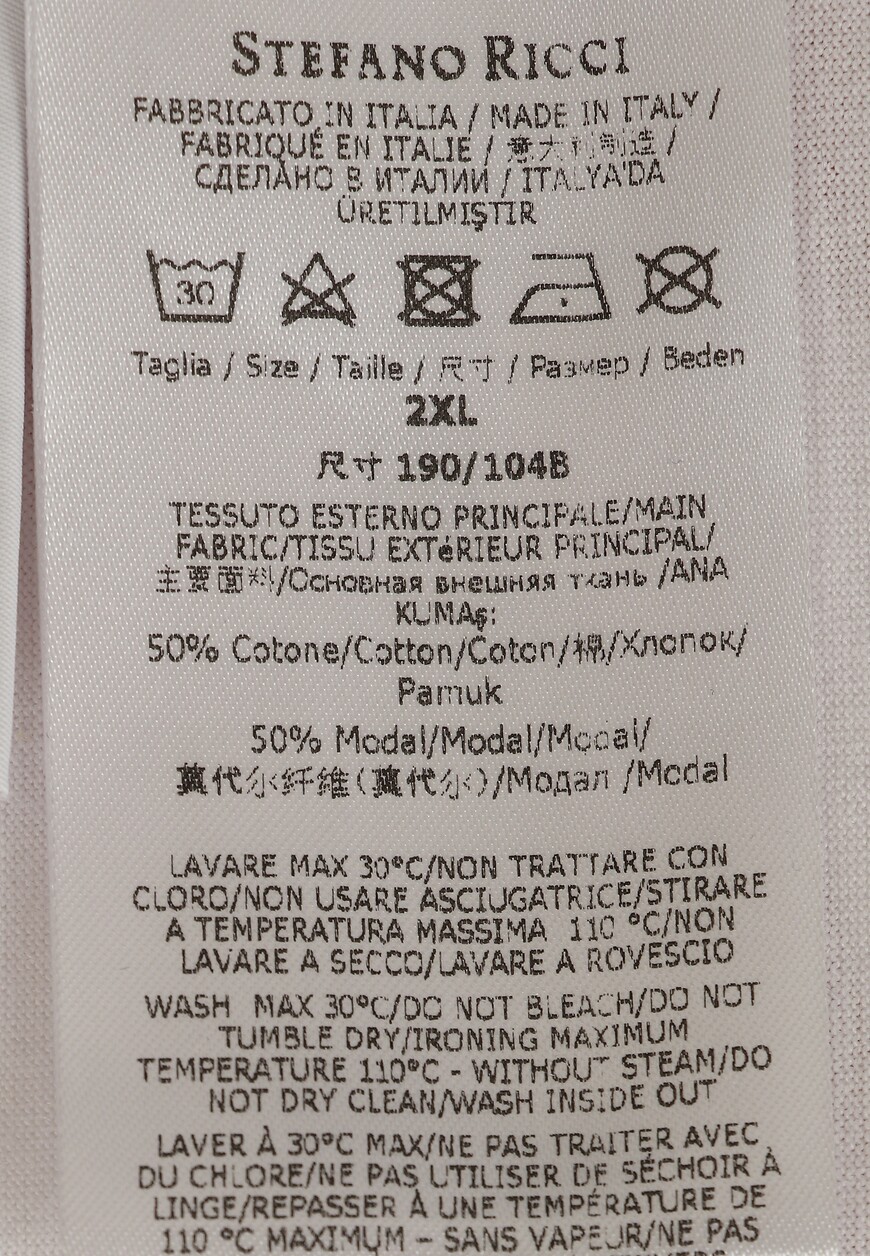 STEFANO RICCI
FABBRICATO IN ITALIA / MADE IN ITALY /
FABRIQUÉ EN ITALIE / 意大利制造 /
СДЕЛАНО В ИТАЛИИ / ITALYA'DA
ÜRETILMIŞTIR
30
Taglia / Size / Taille / 尺寸 / Размер / Beden
2XL
尺寸 190/104B
TESSUTO ESTERNO PRINCIPALE/MAIN
FABRIC/TISSU EXTéRIEUR PRINCIPAL/
主要面料/Основная внешняя ткань /ANA
KUMAş:
50% Cotone/Cotton/Coton/棉/Хлопок/
Pamuk
50% Modal/Modal/Modal/
莫代尔纤维(莫代尔)/Модал /Modal
LAVARE MAX 30°C/NON TRATTARE CON
CLORO/NON USARE ASCIUGATRICE/STIRARE
A TEMPERATURA MASSIMA 110 °C/NON
LAVARE A SECCO/LAVARE A ROVESCIO
WASH MAX 30°C/DO NOT BLEACH/DO NOT
TUMBLE DRY/IRONING MAXIMUM
TEMPERATURE 110°C - WITHOUT STEAM/DO
NOT DRY CLEAN/WASH INSIDE OUT
LAVER À 30°C MAX/NE PAS TRAITER AVEC
DU CHLORE/NE PAS UTILISER DE SÉCHOIR À
LINGE/REPASSER À UNE TEMPÉRATURE DE
110 °C MAXIMUM – SANS VAPEUR/NE PAS